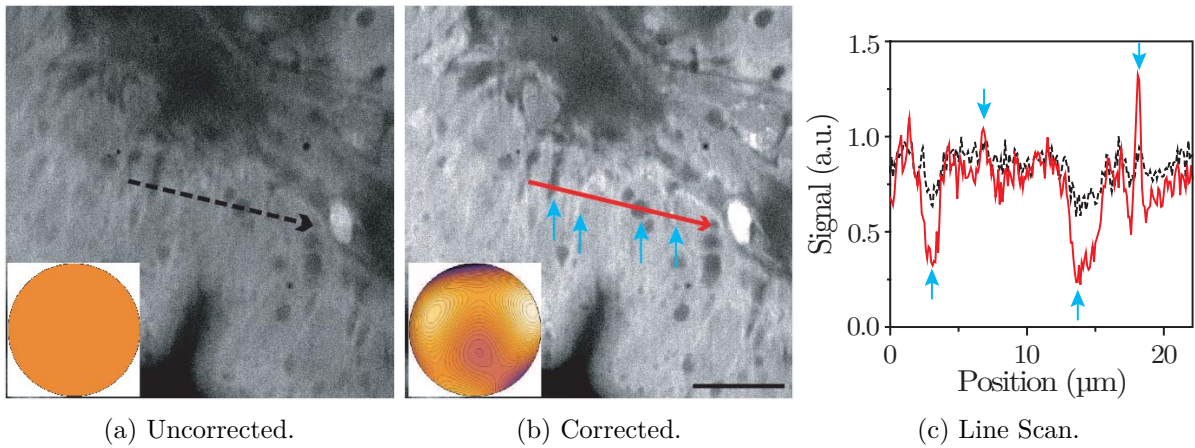 1.5
1.0
0.5
0.0
Signal (a.u.)
0 10 20
Position (µm)
(a) Uncorrected. (b) Corrected. (c) Line Scan.